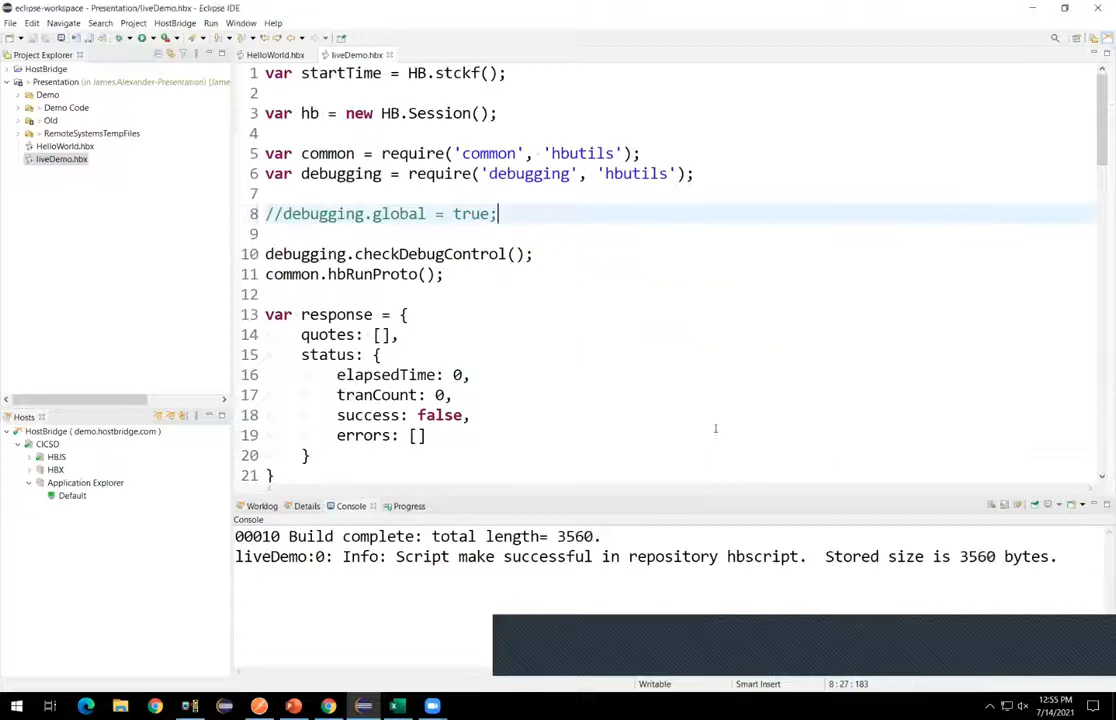 eclipse-workspace - Presentation/liveDemo.hbx - Eclipse IDE
File Edit Navigate Search Project HostBridge Run Window Help
Project Explorer
HelloWorld.hbx
liveDemo.hbx
HostBridge
> Presentation (in James.Alexander-Presentation) [Jame
Demo
> Demo Code
> Old
> RemoteSystemsTempFiles
HelloWorld.hbx
liveDemo.hbx
1 var startTime = HB.stckf();
2
3 var hb = new HB.Session();
4
5 var common = require('common', 'hbutils');
6 var debugging = require('debugging', 'hbutils');
7
8 //debugging.global = true;
9
10 debugging.checkDebugControl();
11 common.hbRunProto();
12
13 var response = {
14 quotes: [],
15 status: {
16 elapsedTime: 0,
17 tranCount: 0,
18 success: false,
19 errors: []
20 }
21 }
Hosts
HostBridge ( demo.hostbridge.com )
CICSD
HBJS
HBX
Application Explorer
Default
Worklog Details Console Progress
Console
00010 Build complete: total length= 3560.
liveDemo:0: Info: Script make successful in repository hbscript. Stored size is 3560 bytes.
Writable Smart Insert 8 : 27 : 183
12:55 PM
7/14/2021